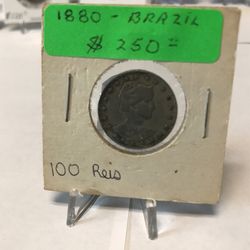 1880 - BRAZIL
$ 250=
100 Reis